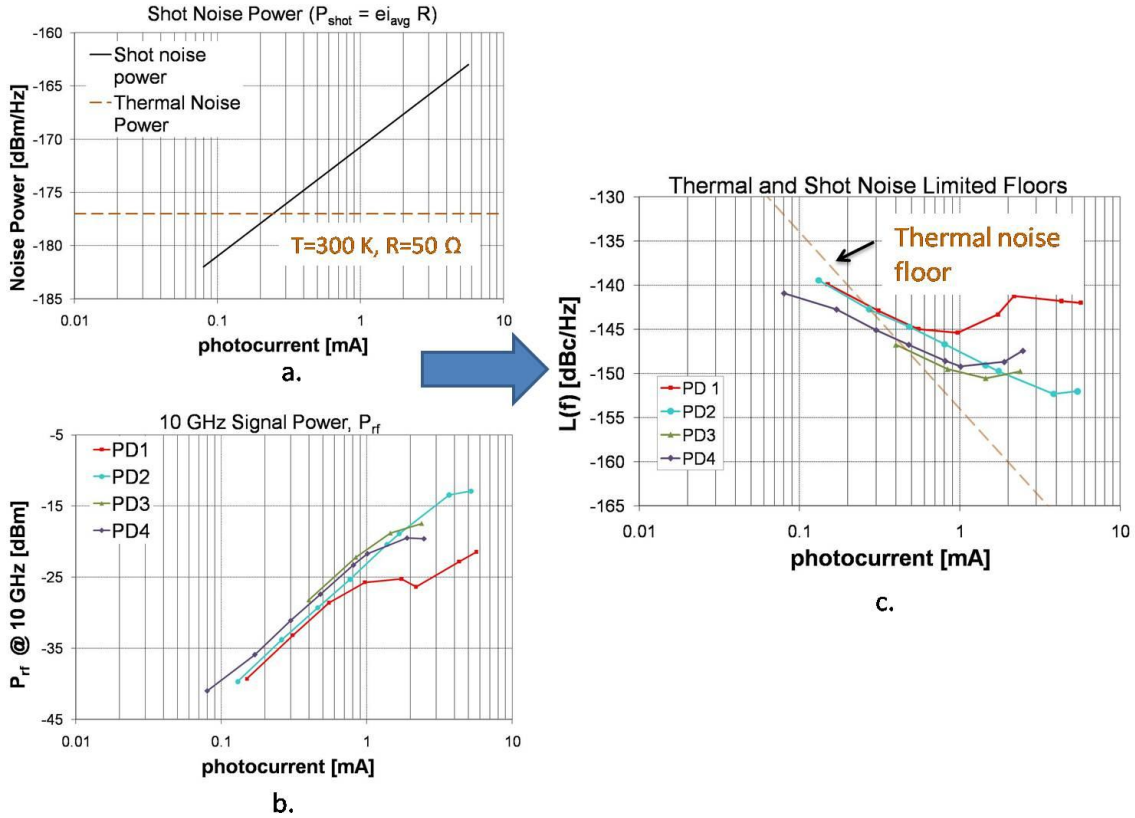 Shot Noise Power (Pshot = eiavg R)
-160
-165
-170
-175
-180
-185
Noise Power [dBm/Hz]
Shot noise
power
Thermal Noise
Power
T=300 K, R=50 Ω
0.01
0.1
1
10
photocurrent [mA]
a.
10 GHz Signal Power, Prf
-5
-15
-25
-35
-45
Prf @ 10 GHz [dBm]
PD1
PD2
PD3
PD4
0.01
0.1
1
10
photocurrent [mA]
b.
Thermal and Shot Noise Limited Floors
-130
-135
-140
-145
-150
-155
-160
-165
L(f) [dBc/Hz]
Thermal noise
floor
PD 1
PD2
PD3
PD4
0.01
0.1
1
10
photocurrent [mA]
c.